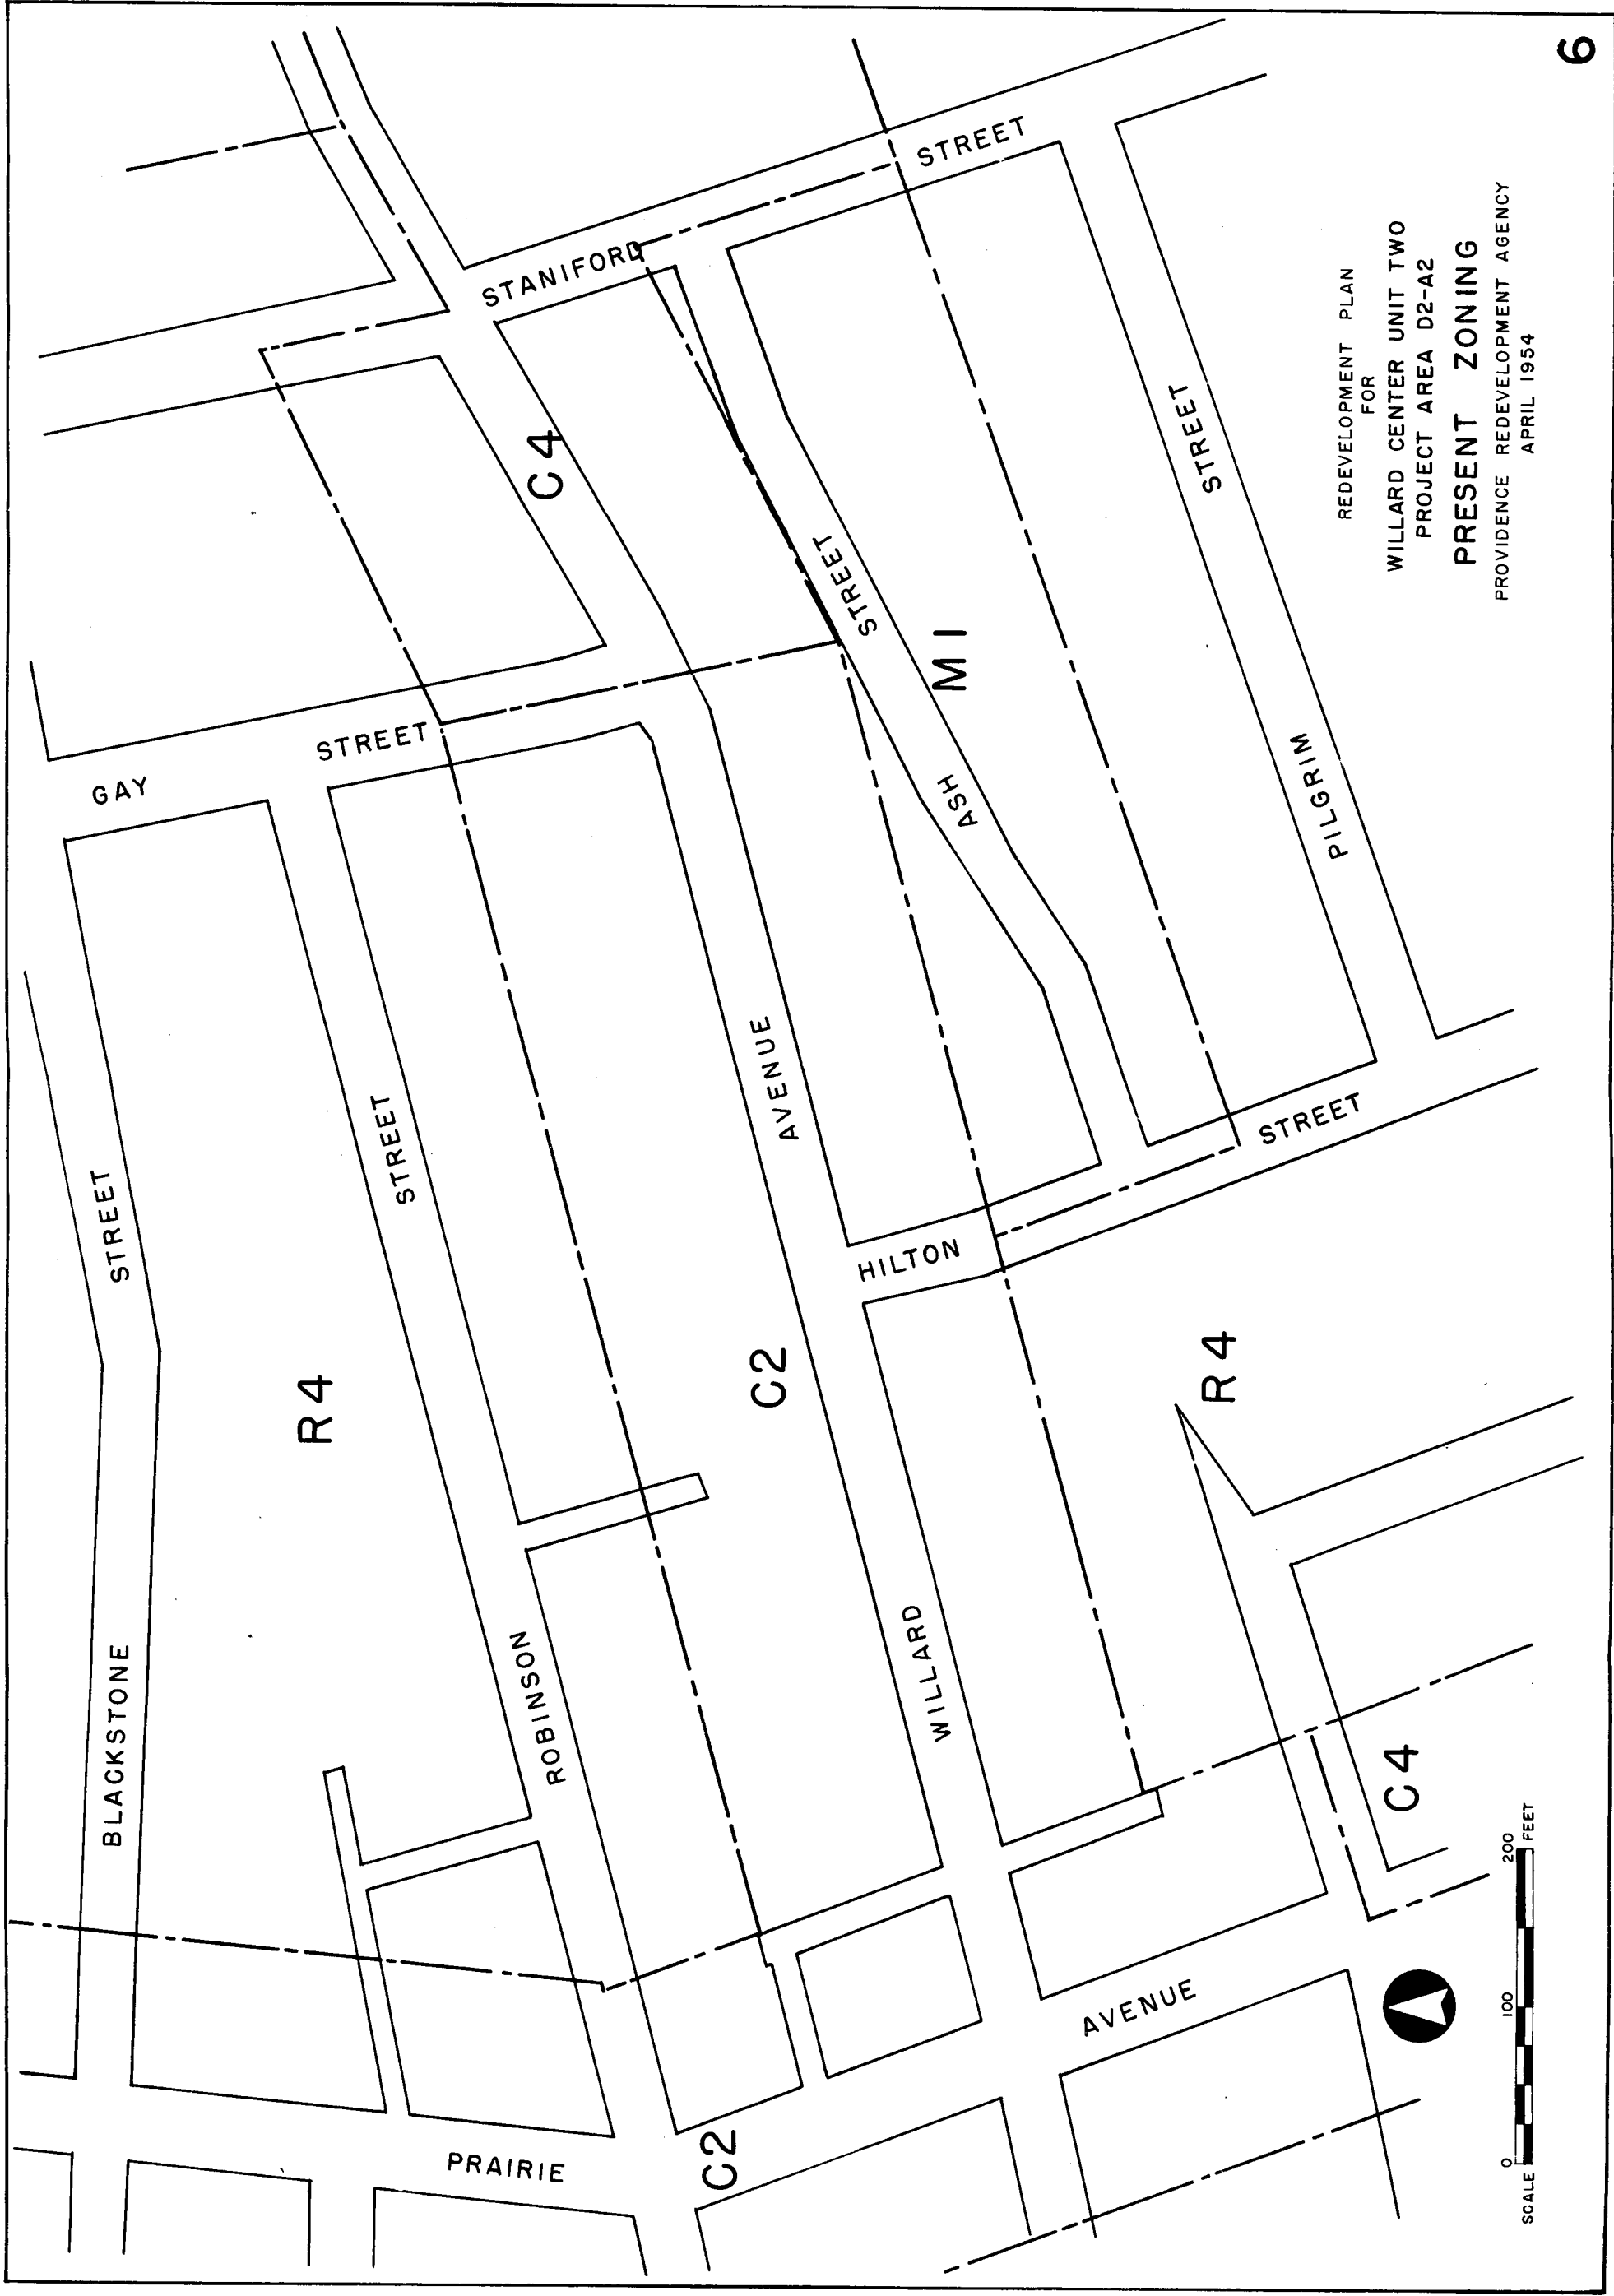 BLACKSTONE STREET
GAY STREET
R4
ROBINSON STREET
C4
STANIFORD STREET
PRAIRIE AVENUE
C2
C2
WILLARD AVENUE
HILTON STREET
ASH STREET
M1
R4
C4
PILGRIM STREET
SCALE 0 100 200 FEET
REDEVELOPMENT PLAN
FOR
WILLARD CENTER UNIT TWO
PROJECT AREA D2-A2
PRESENT ZONING
PROVIDENCE REDEVELOPMENT AGENCY
APRIL 1954
6